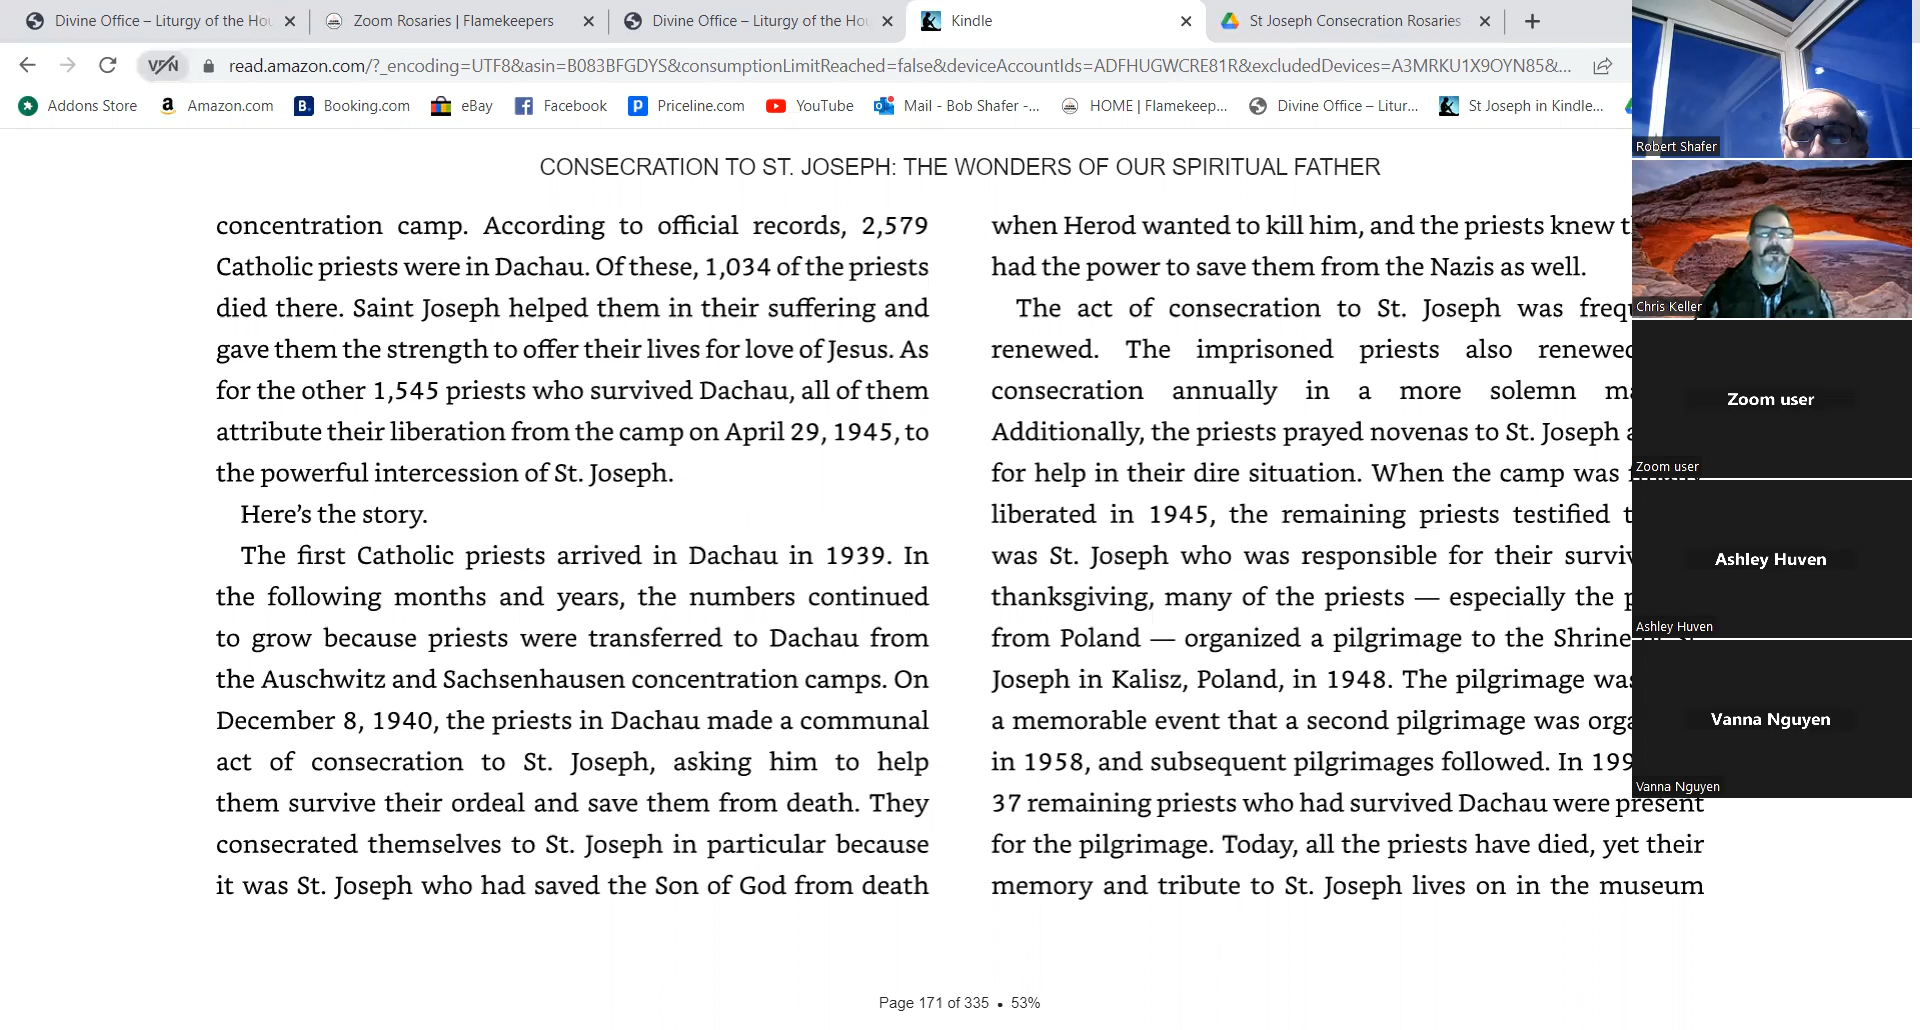 Divine Office – Liturgy of the Hou
Zoom Rosaries | Flamekeepers
Divine Office – Liturgy of the Hou
Kindle
St Joseph Consecration Rosaries
VPN
read.amazon.com/?_encoding=UTF8&asin=B083BFGDYS&consumptionLimitReached=false&deviceAccountIds=ADFHUGWCRE81R&excludedDevices=A3MRKU1X9OYN85&...
Addons Store
Amazon.com
Booking.com
eBay
Facebook
Priceline.com
YouTube
Mail - Bob Shafer -...
HOME | Flamekeep...
Divine Office – Litur...
St Joseph in Kindle...
CONSECRATION TO ST. JOSEPH: THE WONDERS OF OUR SPIRITUAL FATHER
concentration camp. According to official records, 2,579
Catholic priests were in Dachau. Of these, 1,034 of the priests
died there. Saint Joseph helped them in their suffering and
gave them the strength to offer their lives for love of Jesus. As
for the other 1,545 priests who survived Dachau, all of them
attribute their liberation from the camp on April 29, 1945, to
the powerful intercession of St. Joseph.
Here’s the story.
The first Catholic priests arrived in Dachau in 1939. In
the following months and years, the numbers continued
to grow because priests were transferred to Dachau from
the Auschwitz and Sachsenhausen concentration camps. On
December 8, 1940, the priests in Dachau made a communal
act of consecration to St. Joseph, asking him to help
them survive their ordeal and save them from death. They
consecrated themselves to St. Joseph in particular because
it was St. Joseph who had saved the Son of God from death
when Herod wanted to kill him, and the priests knew
had the power to save them from the Nazis as well.
The act of consecration to St. Joseph was
renewed. The imprisoned priests also renewed
consecration annually in a more solemn
Additionally, the priests prayed novenas to St. Joseph
for help in their dire situation. When the camp was
liberated in 1945, the remaining priests testified
was St. Joseph who was responsible for their
thanksgiving, many of the priests — especially the
from Poland — organized a pilgrimage to the Shrine
Joseph in Kalisz, Poland, in 1948. The pilgrimage was
a memorable event that a second pilgrimage was
in 1958, and subsequent pilgrimages followed. In
37 remaining priests who had survived Dachau were present
for the pilgrimage. Today, all the priests have died, yet their
memory and tribute to St. Joseph lives on in the museum
Page 171 of 335 • 53%
Robert Shafer
Chris Keller
Zoom user
Zoom user
Ashley Huven
Ashley Huven
Vanna Nguyen
Vanna Nguyen